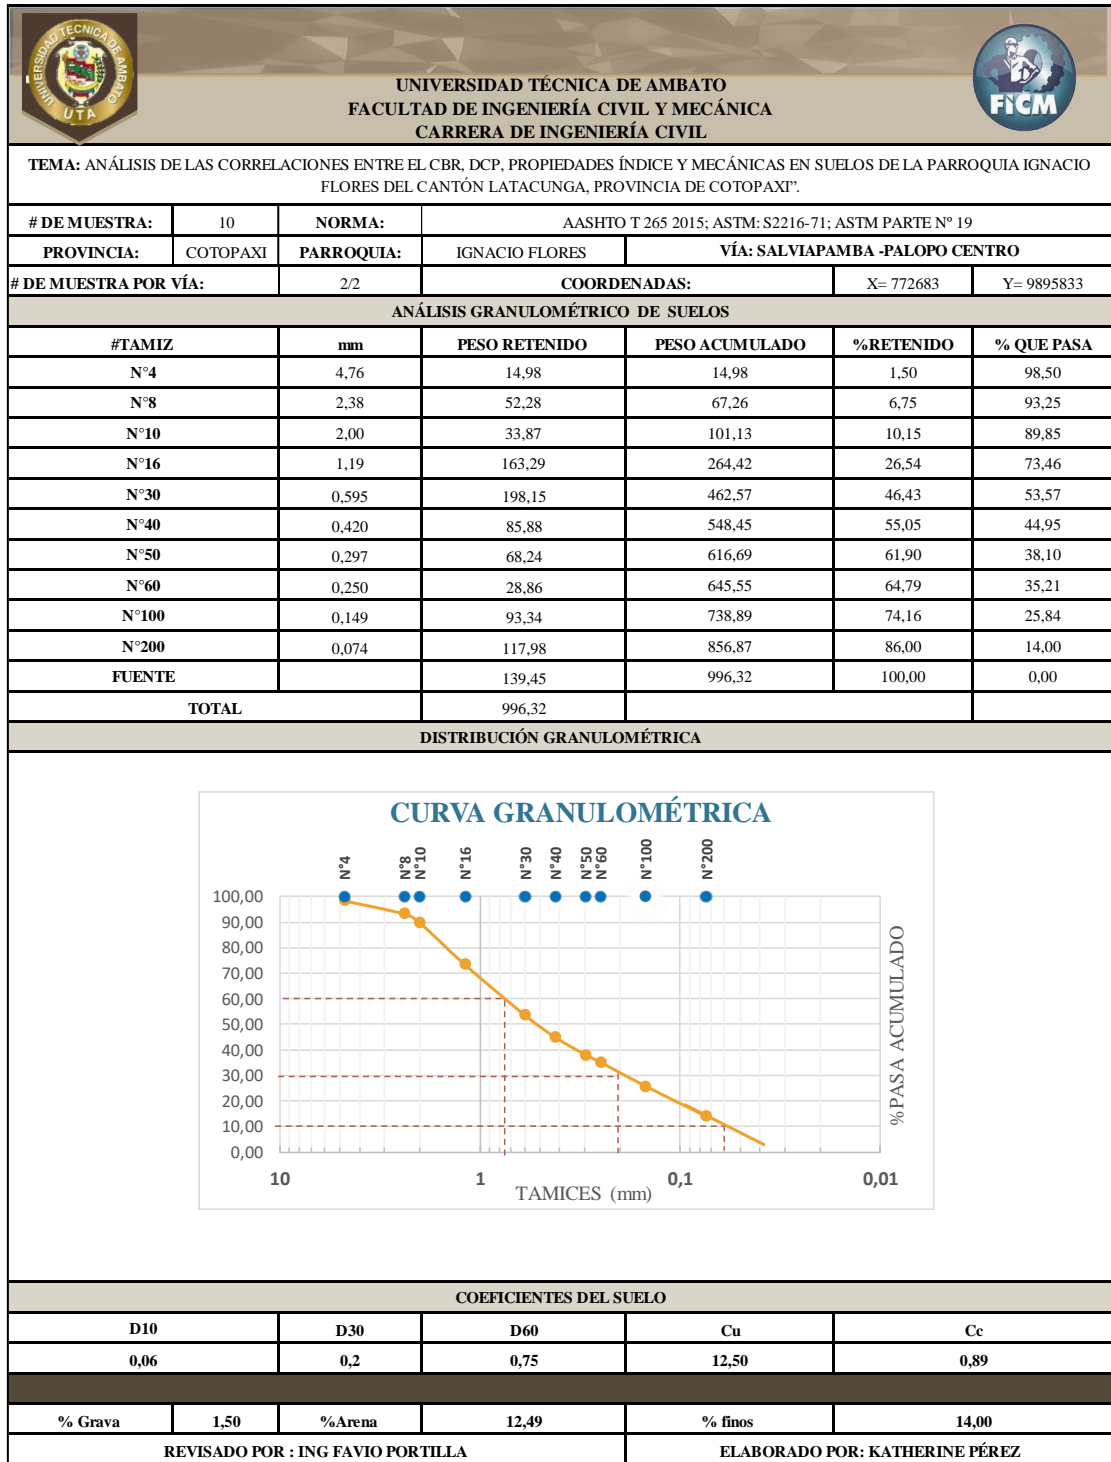 UNIVERSIDAD TECNICA DE AMBATO
UTA
FICM
UNIVERSIDAD TÉCNICA DE AMBATO
FACULTAD DE INGENIERÍA CIVIL Y MECÁNICA
CARRERA DE INGENIERÍA CIVIL
TEMA: ANÁLISIS DE LAS CORRELACIONES ENTRE EL CBR, DCP, PROPIEDADES ÍNDICE Y MECÁNICAS EN SUELOS DE LA PARROQUIA IGNACIO
FLORES DEL CANTÓN LATACUNGA, PROVINCIA DE COTOPAXI”.
# DE MUESTRA: 10 NORMA: AASHTO T 265 2015; ASTM: S2216-71; ASTM PARTE Nº 19
PROVINCIA: COTOPAXI PARROQUIA: IGNACIO FLORES VÍA: SALVIAPAMBA -PALOPO CENTRO
# DE MUESTRA POR VÍA: 2/2 COORDENADAS: X= 772683 Y= 9895833
ANÁLISIS GRANULOMÉTRICO DE SUELOS
#TAMIZ mm PESO RETENIDO PESO ACUMULADO %RETENIDO % QUE PASA
N°4 4,76 14,98 14,98 1,50 98,50
N°8 2,38 52,28 67,26 6,75 93,25
N°10 2,00 33,87 101,13 10,15 89,85
N°16 1,19 163,29 264,42 26,54 73,46
N°30 0,595 198,15 462,57 46,43 53,57
N°40 0,420 85,88 548,45 55,05 44,95
N°50 0,297 68,24 616,69 61,90 38,10
N°60 0,250 28,86 645,55 64,79 35,21
N°100 0,149 93,34 738,89 74,16 25,84
N°200 0,074 117,98 856,87 86,00 14,00
FUENTE 139,45 996,32 100,00 0,00
TOTAL 996,32
DISTRIBUCIÓN GRANULOMÉTRICA
CURVA GRANULOMÉTRICA
N°4 N°8 N°10 N°16 N°30 N°40 N°50 N°60 N°100 N°200
100,00
90,00
80,00
70,00
60,00
50,00
40,00
30,00
20,00
10,00
0,00
%PASA ACUMULADO
10 1 0,1 0,01
TAMICES (mm)
COEFICIENTES DEL SUELO
D10 D30 D60 Cu Cc
0,06 0,2 0,75 12,50 0,89
% Grava 1,50 %Arena 12,49 % finos 14,00
REVISADO POR : ING FAVIO PORTILLA ELABORADO POR: KATHERINE PÉREZ